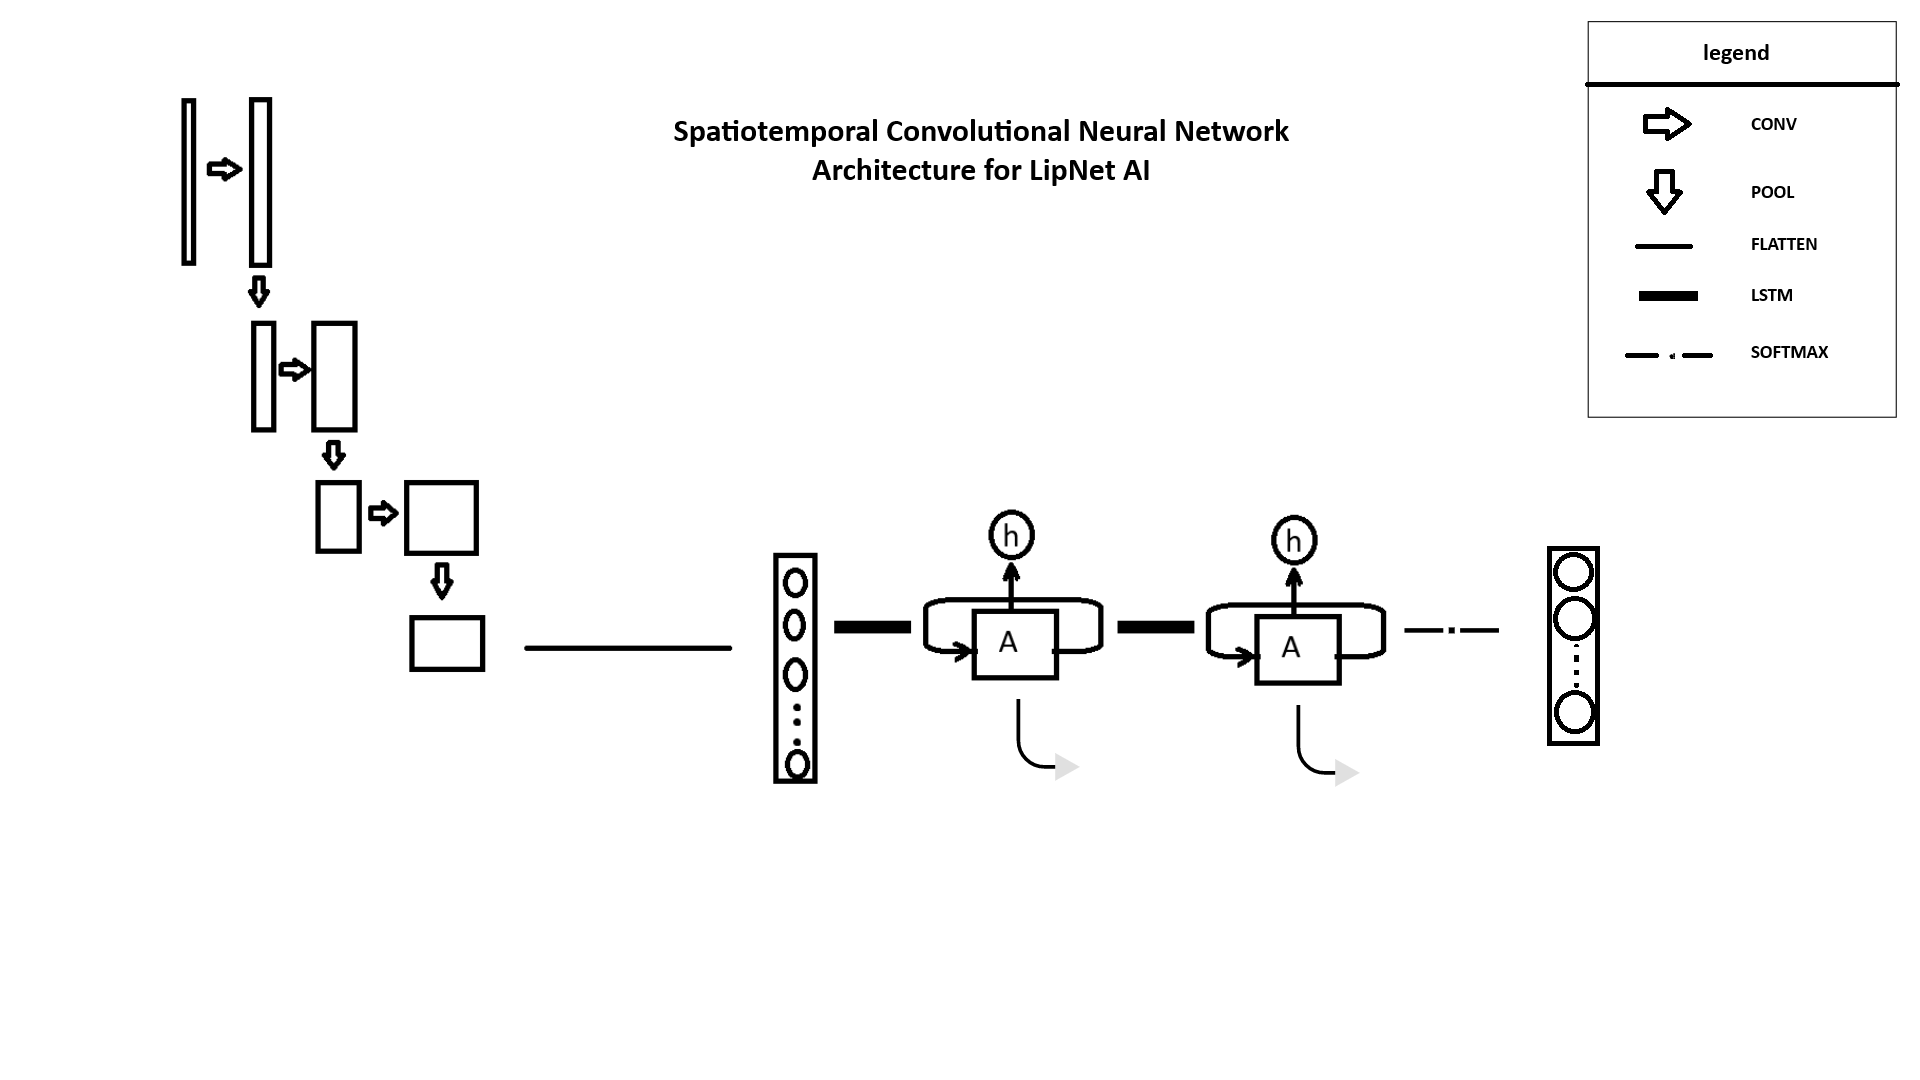 Spatiotemporal Convolutional Neural Network
Architecture for LipNet AI
legend
CONV
POOL
FLATTEN
LSTM
SOFTMAX
h
h
A
A